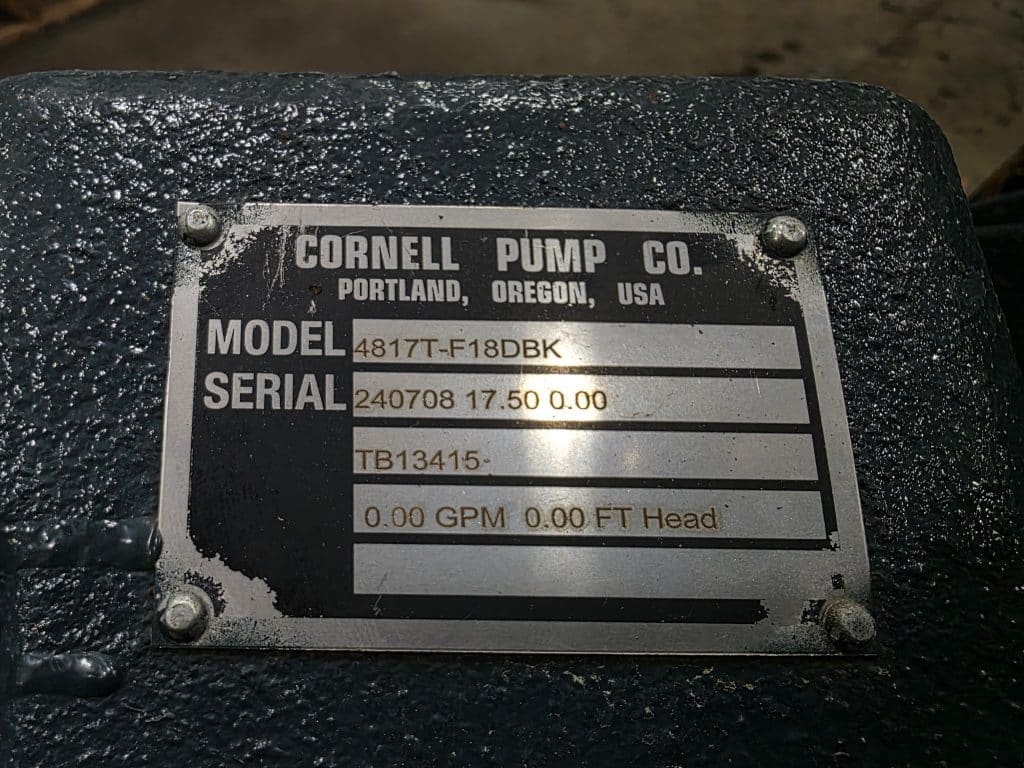 CORNELL PUMP CO.
PORTLAND, OREGON, USA
MODEL 4817T-F18DBK
SERIAL 240708 17.50 0.00
TB13415-
0.00 GPM 0.00 FT Head